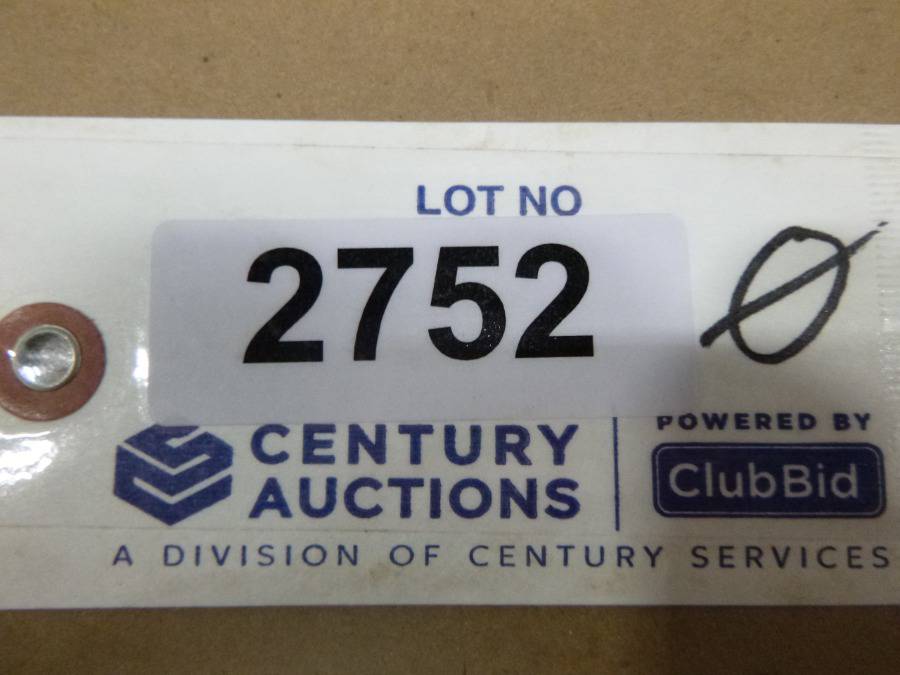 LOT NO
2752
Ø
CENTURY
AUCTIONS
POWERED BY
ClubBid
A DIVISION OF CENTURY SERVICES